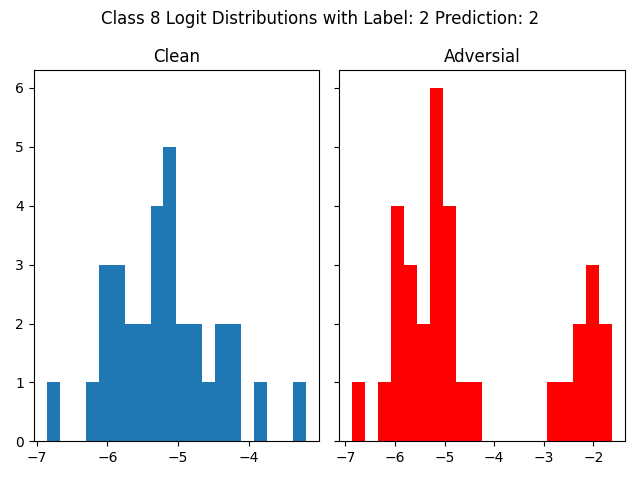 Class 8 Logit Distributions with Label: 2 Prediction: 2
Clean
Adversial
6
5
4
3
2
1
0
−7 −6 −5 −4
−7 −6 −5 −4 −3 −2